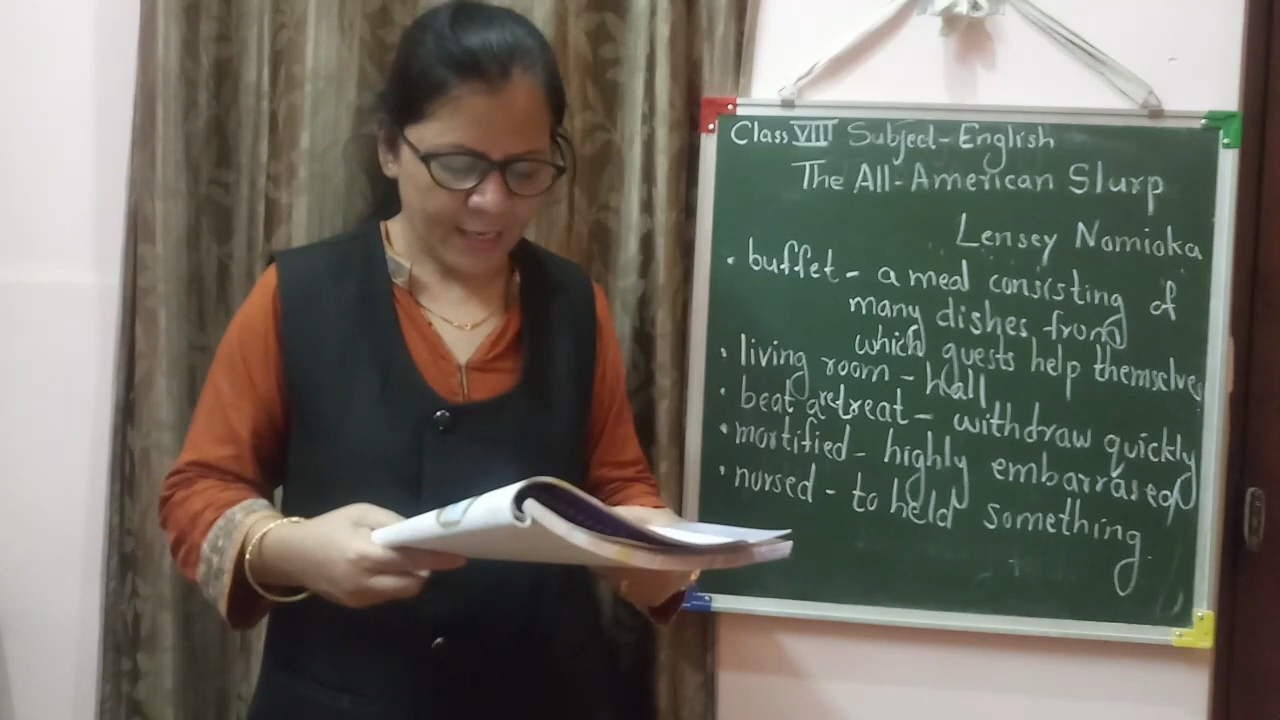 Class VIII Subject-English
The All-American Slurp
Lensey Namioka
• buffet - a meal consisting of
many dishes from
which guests help themselves
• living room - hall
• beat a retreat - withdraw quickly
• mortified - highly embarrased
• nursed - to held something